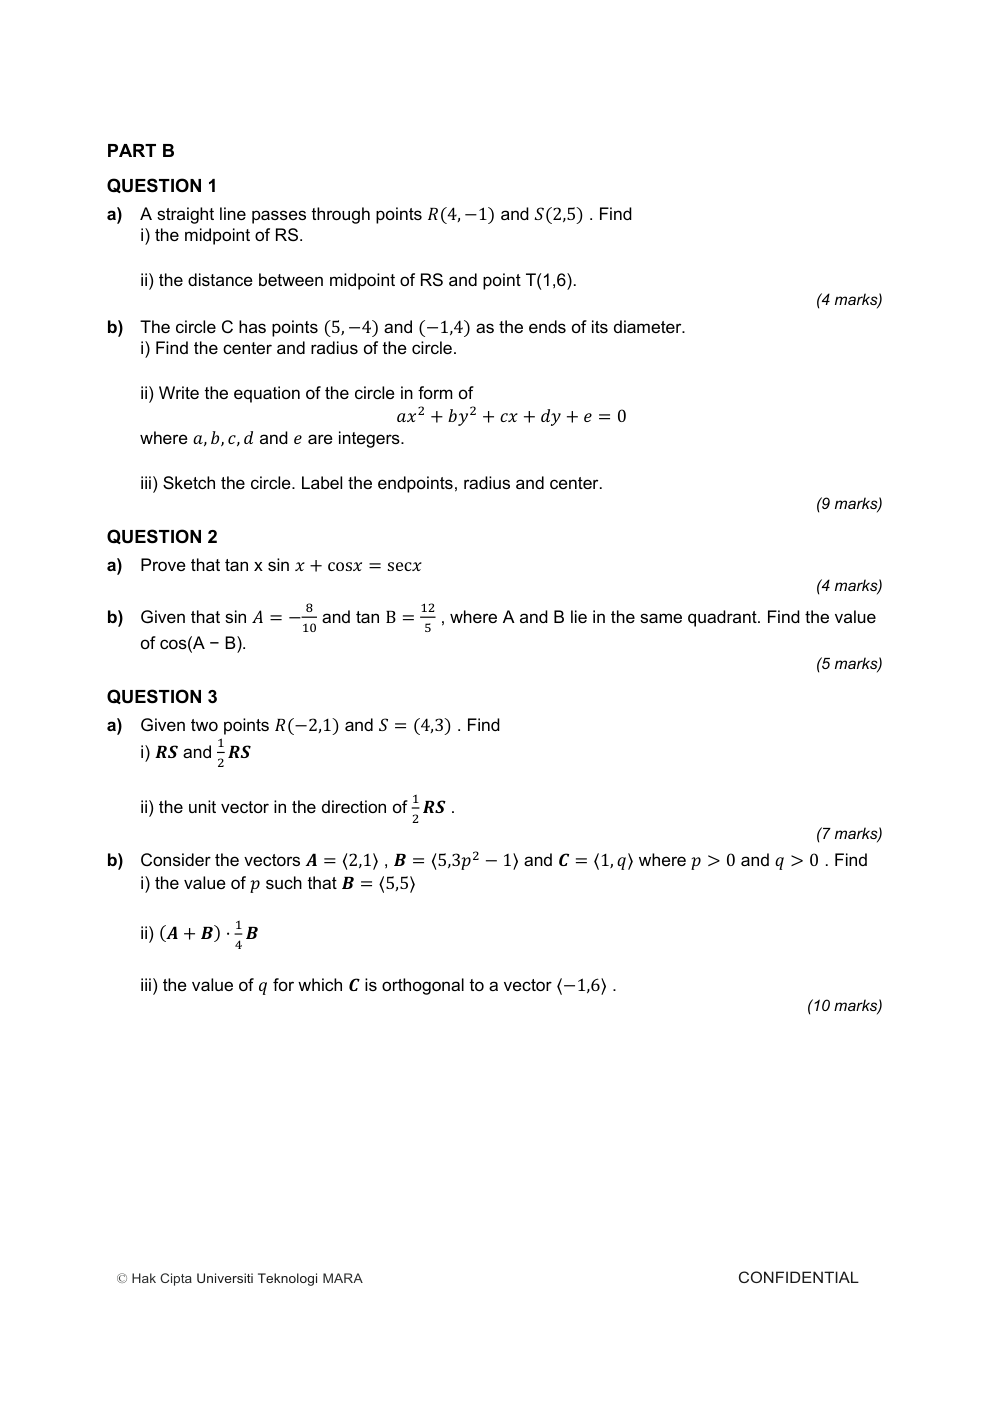 PART B
QUESTION 1
a) A straight line passes through points R(4, −1) and S(2,5) . Find
i) the midpoint of RS.
ii) the distance between midpoint of RS and point T(1,6).
(4 marks)
b) The circle C has points (5, −4) and (−1,4) as the ends of its diameter.
i) Find the center and radius of the circle.
ii) Write the equation of the circle in form of
ax² + by² + cx + dy + e = 0
where a, b, c, d and e are integers.
iii) Sketch the circle. Label the endpoints, radius and center.
(9 marks)
QUESTION 2
a) Prove that tan x sin x + cosx = secx
(4 marks)
b) Given that sin A = −8/10 and tan B = 12/5 , where A and B lie in the same quadrant. Find the value
of cos(A − B).
(5 marks)
QUESTION 3
a) Given two points R(−2,1) and S = (4,3) . Find
i) RS and 1/2 RS
ii) the unit vector in the direction of 1/2 RS .
(7 marks)
b) Consider the vectors A = ⟨2,1⟩ , B = ⟨5,3p² − 1⟩ and C = ⟨1, q⟩ where p > 0 and q > 0 . Find
i) the value of p such that B = ⟨5,5⟩
ii) (A + B) · 1/4 B
iii) the value of q for which C is orthogonal to a vector ⟨−1,6⟩ .
(10 marks)
© Hak Cipta Universiti Teknologi MARA CONFIDENTIAL